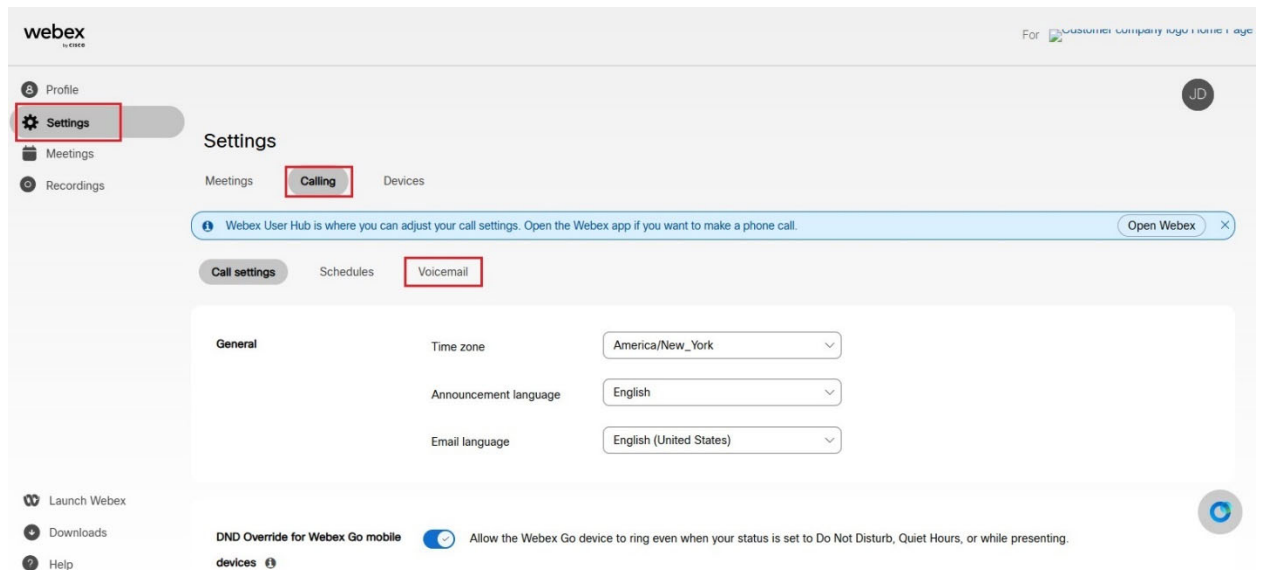 webex
by CISCO
For Customer company logo Home Page
Profile
JD
Settings
Settings
Meetings
Recordings
Meetings Calling Devices
Webex User Hub is where you can adjust your call settings. Open the Webex app if you want to make a phone call. Open Webex
Call settings Schedules Voicemail
General Time zone America/New_York
Announcement language English
Email language English (United States)
Launch Webex
Downloads
DND Override for Webex Go mobile Allow the Webex Go device to ring even when your status is set to Do Not Disturb, Quiet Hours, or while presenting.
Help
devices